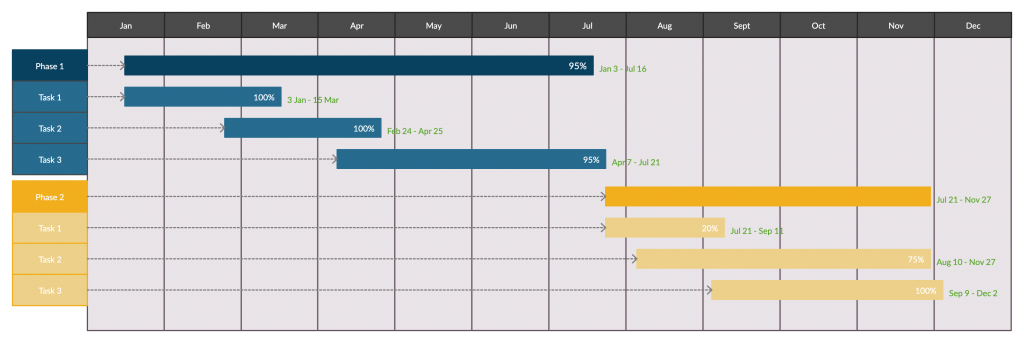 Jan Feb Mar Apr May Jun Jul Aug Sept Oct Nov Dec
Phase 1 95% Jan 3 - Jul 16
Task 1 100% 3 Jan - 15 Mar
Task 2 100% Feb 24 - Apr 25
Task 3 95% Apr 7 - Jul 21
Phase 2 Jul 21 - Nov 27
Task 1 20% Jul 21 - Sep 11
Task 2 75% Aug 10 - Nov 27
Task 3 100% Sep 9 - Dec 2